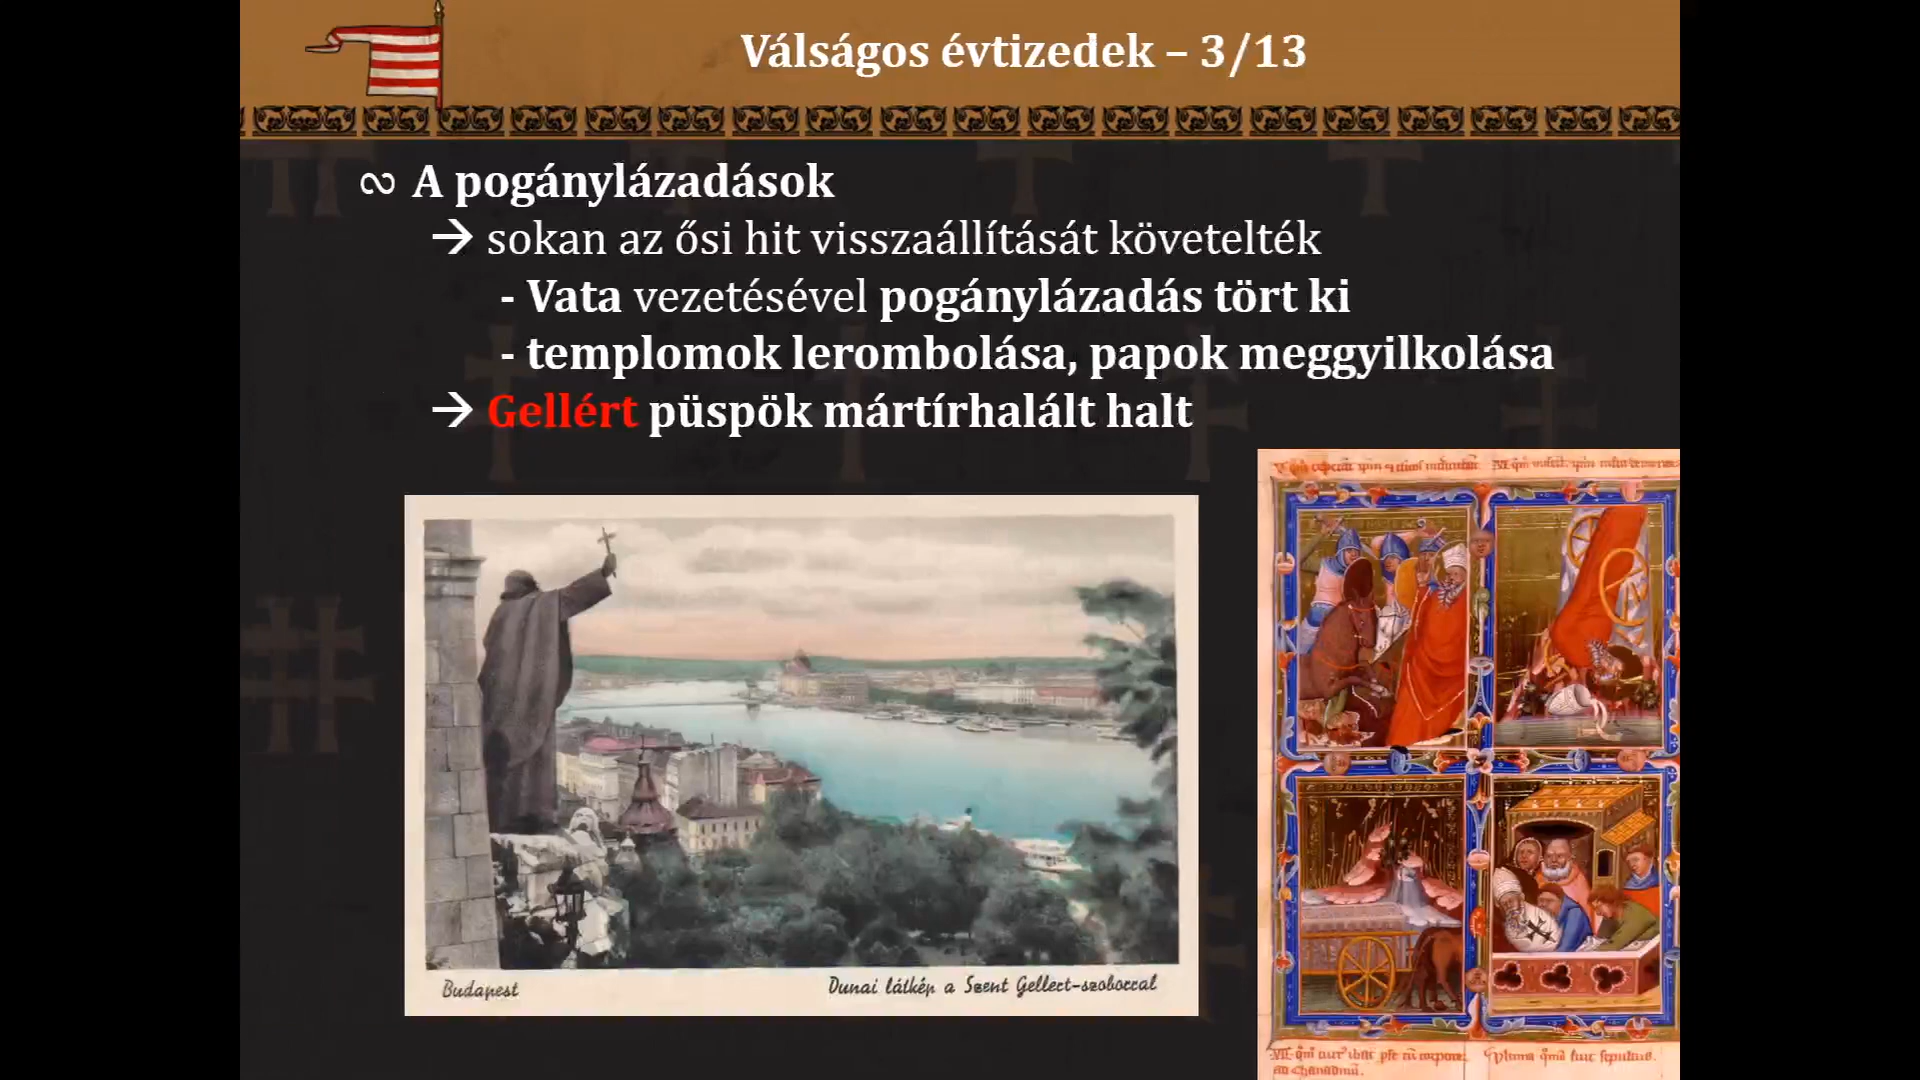 Válságos évtizedek – 3/13
A pogánylázadások
→ sokan az ősi hit visszaállítását követelték
- Vata vezetésével pogánylázadás tört ki
- templomok lerombolása, papok meggyilkolása
→ Gellért püspök mártírhalált halt
Budapest
Dunai látkép a Szent Gellért-szoborral